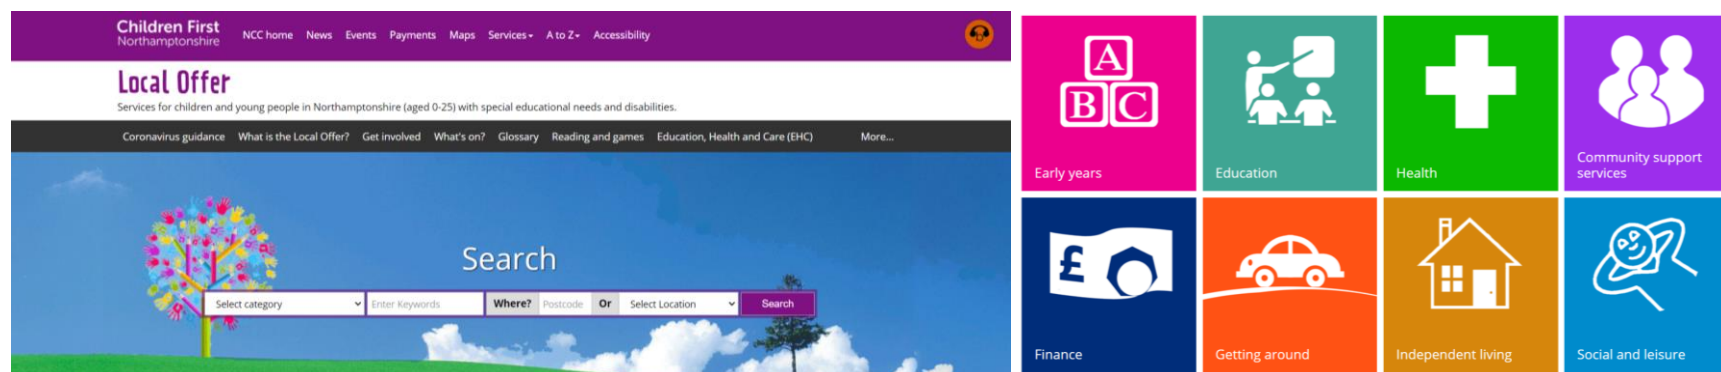 Children First
Northamptonshire
NCC home News Events Payments Maps Services A to Z Accessibility
Local Offer
Services for children and young people in Northamptonshire (aged 0-25) with special educational needs and disabilities.
Coronavirus guidance What is the Local Offer? Get involved What's on? Glossary Reading and games Education, Health and Care (EHC) More...
Search
Select category Enter Keywords Where? Postcode Or Select Location Search
A
B C
Early years
Education
Health
Community support
services
£
Finance
Getting around
Independent living
Social and leisure